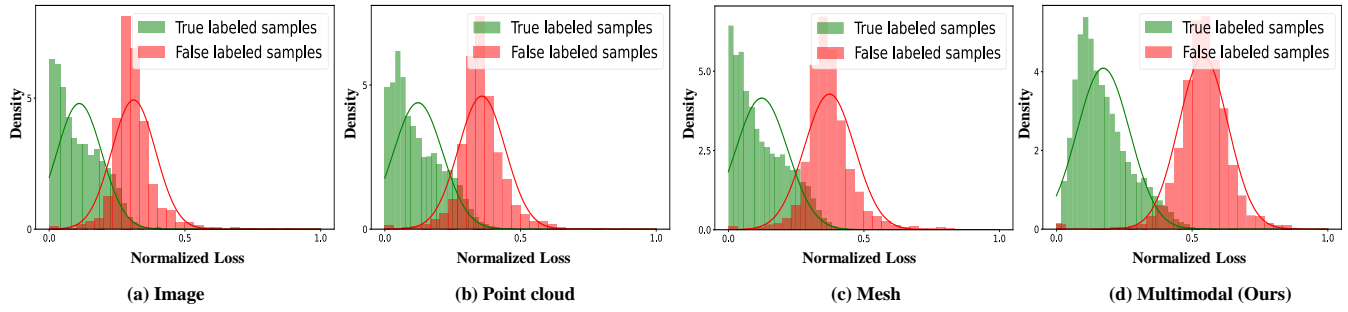 True labeled samples
False labeled samples
Density
5
0
0.0 0.5 1.0
Normalized Loss
(a) Image
True labeled samples
False labeled samples
Density
5
0
0.0 0.5 1.0
Normalized Loss
(b) Point cloud
True labeled samples
False labeled samples
Density
5.0
2.5
0.0
0.0 0.5 1.0
Normalized Loss
(c) Mesh
True labeled samples
False labeled samples
Density
4
2
0
0.0 0.5 1.0
Normalized Loss
(d) Multimodal (Ours)